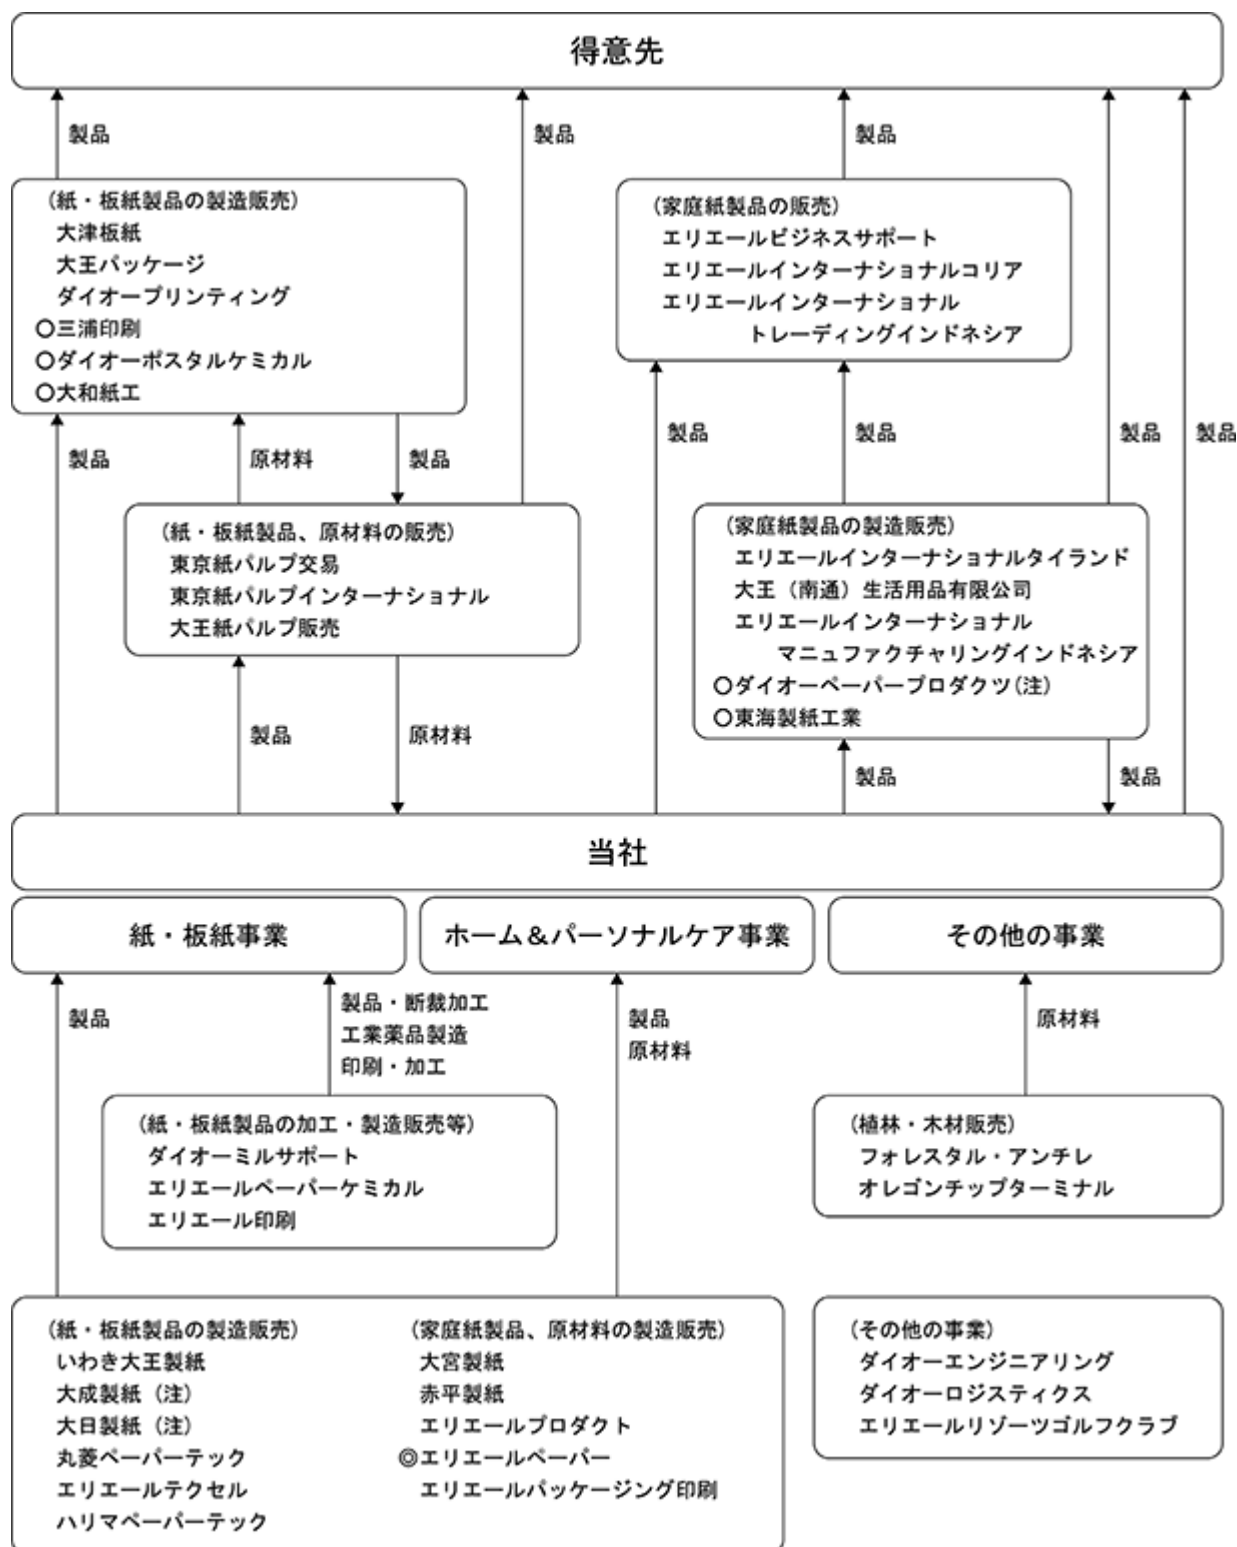 得意先
製品
製品
製品
製品
製品
(紙・板紙製品の製造販売)
大津板紙
大王パッケージ
ダイオープリンティング
○三浦印刷
○ダイオーポスタルケミカル
○大和紙工
(家庭紙製品の販売)
エリエールビジネスサポート
エリエールインターナショナルコリア
エリエールインターナショナル
トレーディングインドネシア
製品
原材料
製品
製品
製品
製品
(紙・板紙製品、原材料の販売)
東京紙パルプ交易
東京紙パルプインターナショナル
大王紙パルプ販売
(家庭紙製品の製造販売)
エリエールインターナショナルタイランド
大王（南通）生活用品有限公司
エリエールインターナショナル
マニュファクチャリングインドネシア
○ダイオーペーパープロダクツ(注)
○東海製紙工業
製品
原材料
製品
製品
当社
紙・板紙事業
ホーム＆パーソナルケア事業
その他の事業
製品
製品・断裁加工
工業薬品製造
印刷・加工
製品
原材料
原材料
(紙・板紙製品の加工・製造販売等)
ダイオーミルサポート
エリエールペーパーケミカル
エリエール印刷
(植林・木材販売)
フォレスタル・アンチレ
オレゴンチップターミナル
(紙・板紙製品の製造販売)
いわき大王製紙
大成製紙（注）
大日製紙（注）
丸菱ペーパーテック
エリエールテクセル
ハリマペーパーテック
(家庭紙製品、原材料の製造販売)
大宮製紙
赤平製紙
エリエールプロダクト
◎エリエールペーパー
エリエールパッケージング印刷
(その他の事業)
ダイオーエンジニアリング
ダイオーロジスティクス
エリエールリゾーツゴルフクラブ